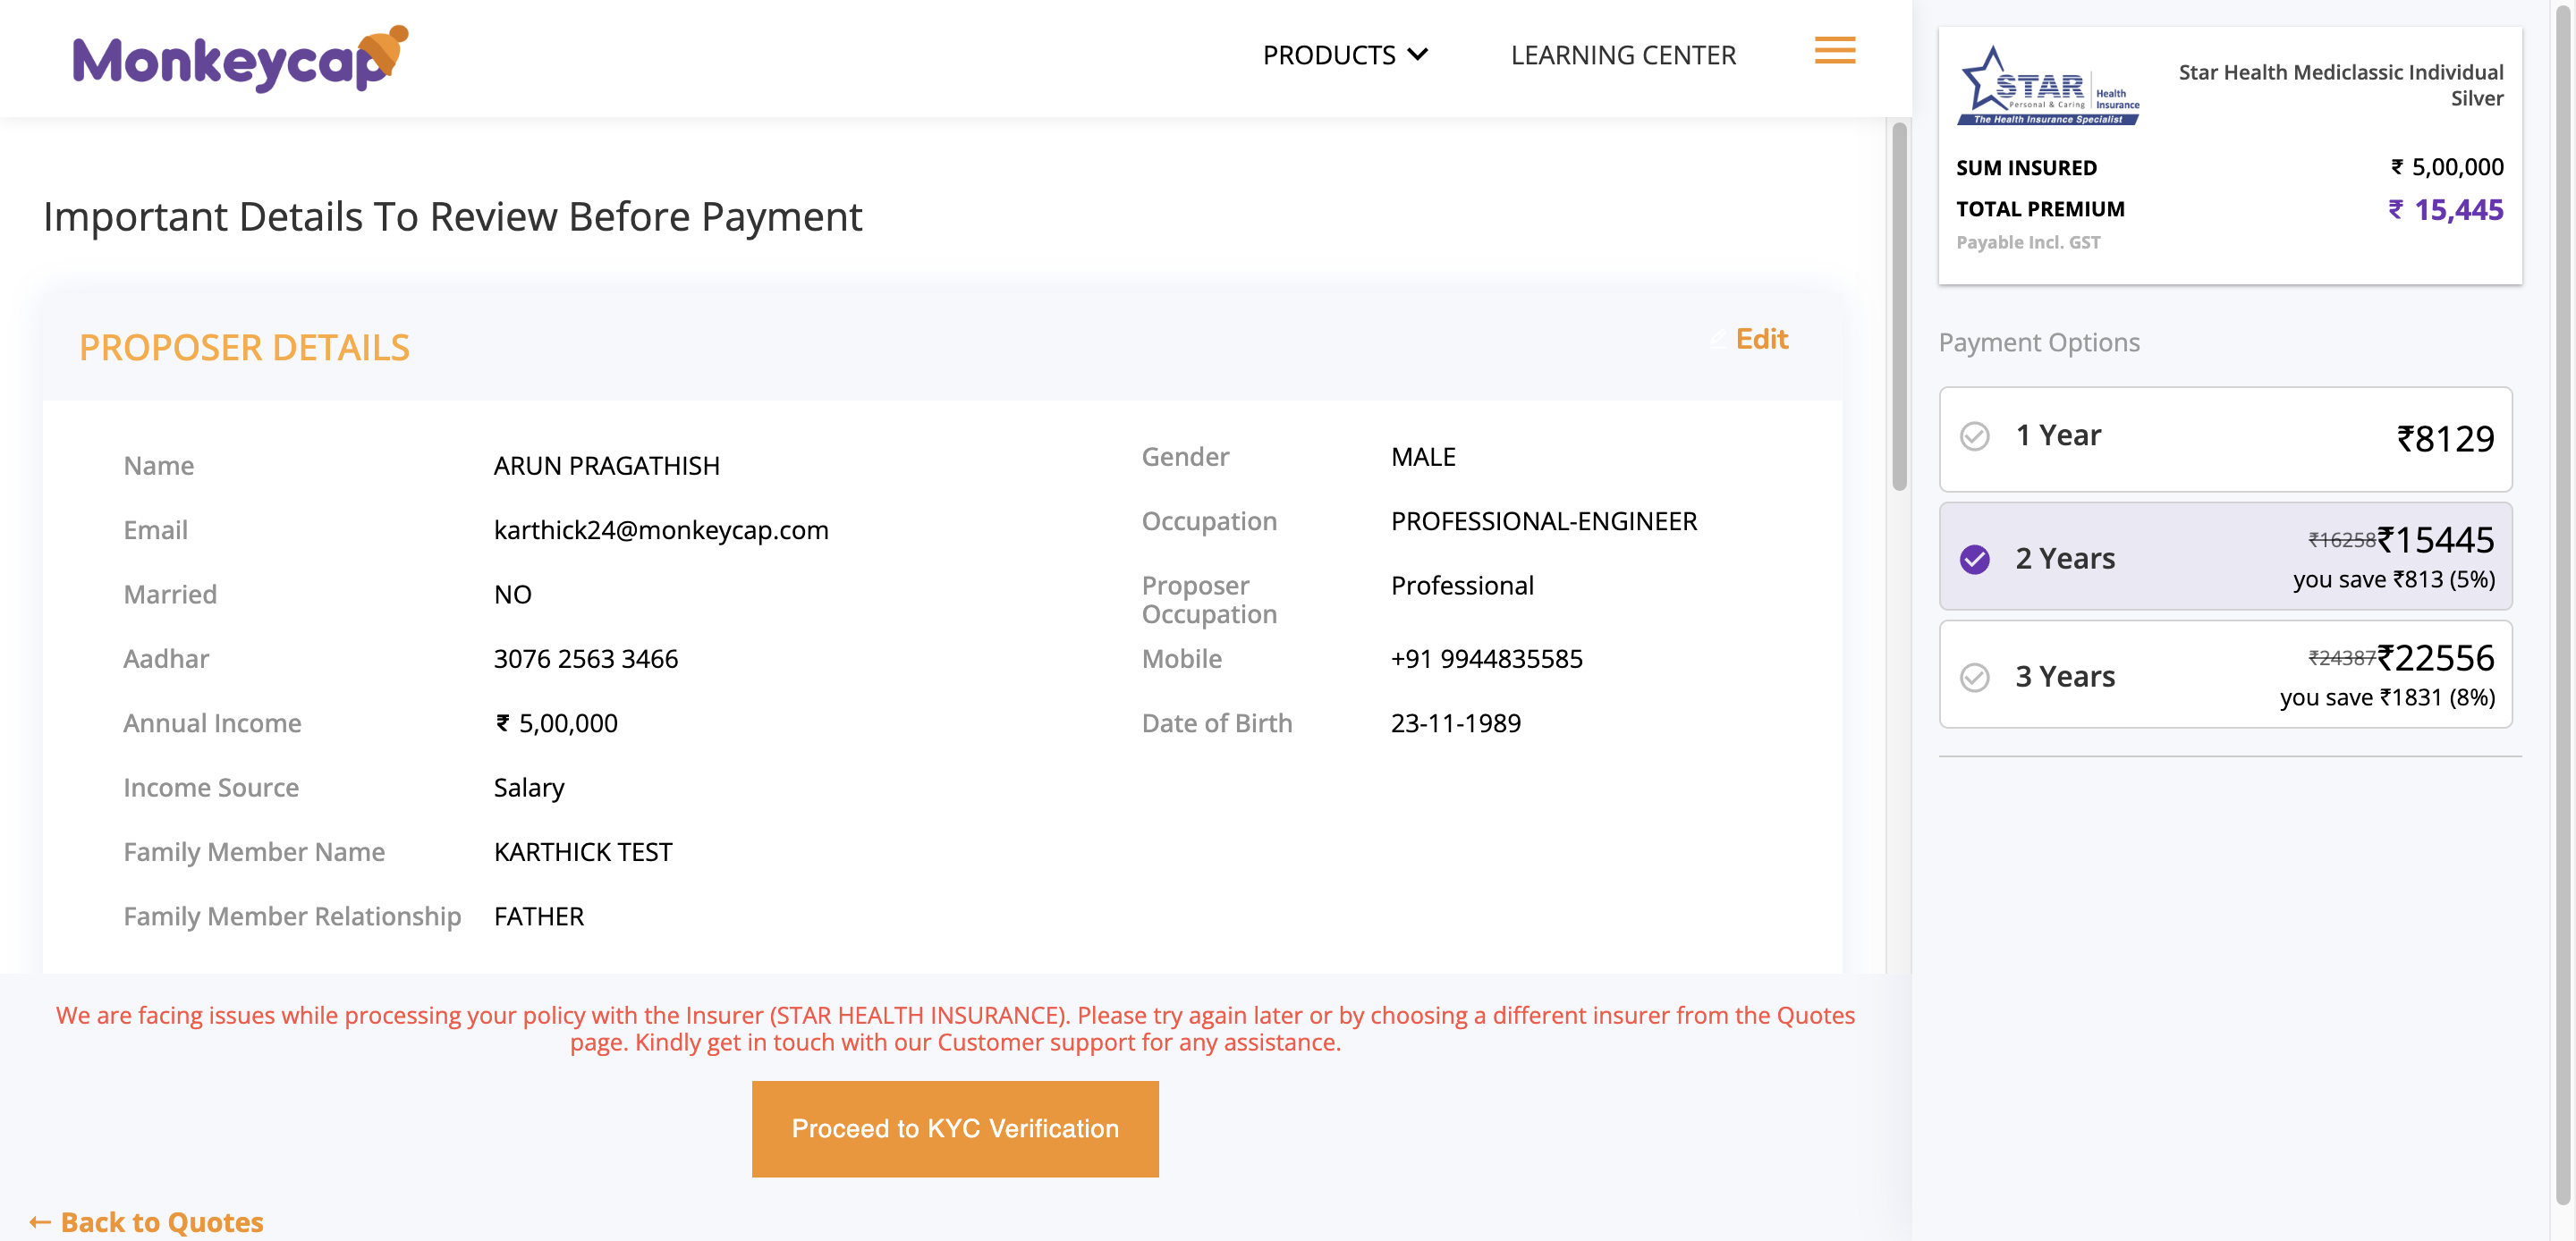 Monkeycap
PRODUCTS
LEARNING CENTER
Important Details To Review Before Payment
PROPOSER DETAILS
Edit
Name ARUN PRAGATHISH
Email karthick24@monkeycap.com
Married NO
Aadhar 3076 2563 3466
Annual Income ₹ 5,00,000
Income Source Salary
Family Member Name KARTHICK TEST
Family Member Relationship FATHER
Gender MALE
Occupation PROFESSIONAL-ENGINEER
Proposer Professional
Occupation
Mobile +91 9944835585
Date of Birth 23-11-1989
We are facing issues while processing your policy with the Insurer (STAR HEALTH INSURANCE). Please try again later or by choosing a different insurer from the Quotes
page. Kindly get in touch with our Customer support for any assistance.
Proceed to KYC Verification
← Back to Quotes
STAR Health
Personal & Caring Insurance
The Health Insurance Specialist
Star Health Mediclassic Individual
Silver
SUM INSURED ₹ 5,00,000
TOTAL PREMIUM ₹ 15,445
Payable Incl. GST
Payment Options
1 Year ₹8129
2 Years ₹16258 ₹15445
you save ₹813 (5%)
3 Years ₹24387 ₹22556
you save ₹1831 (8%)